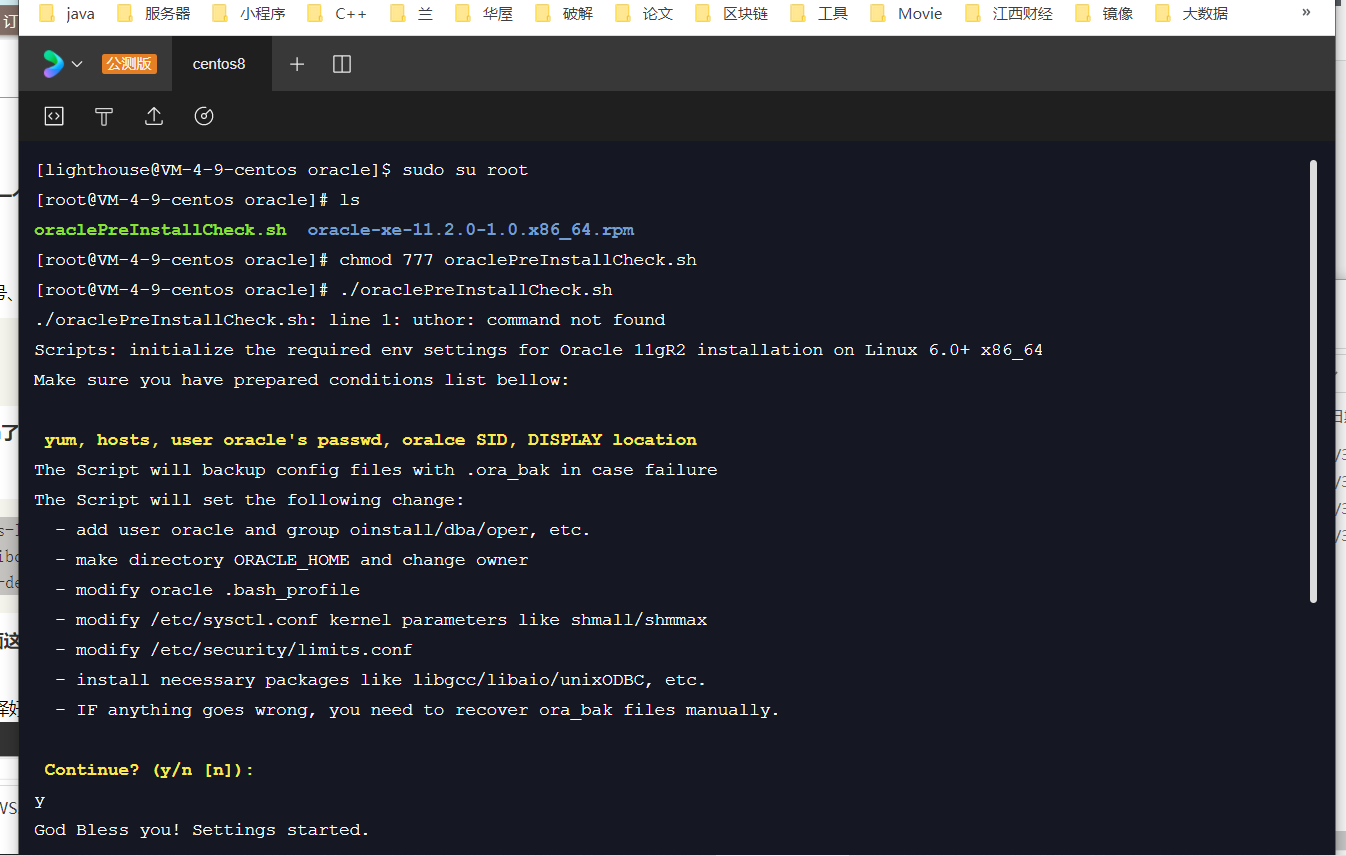 订
java 服务器 小程序 C++ 兰 华屋 破解 论文 区块链 工具 Movie 江西财经 镜像 大数据 »
公测版 centos8
[lighthouse@VM-4-9-centos oracle]$ sudo su root
[root@VM-4-9-centos oracle]# ls
oraclePreInstallCheck.sh oracle-xe-11.2.0-1.0.x86_64.rpm
[root@VM-4-9-centos oracle]# chmod 777 oraclePreInstallCheck.sh
[root@VM-4-9-centos oracle]# ./oraclePreInstallCheck.sh
./oraclePreInstallCheck.sh: line 1: uthor: command not found
Scripts: initialize the required env settings for Oracle 11gR2 installation on Linux 6.0+ x86_64
Make sure you have prepared conditions list bellow:
yum, hosts, user oracle's passwd, oralce SID, DISPLAY location
The Script will backup config files with .ora_bak in case failure
The Script will set the following change:
- add user oracle and group oinstall/dba/oper, etc.
- make directory ORACLE_HOME and change owner
- modify oracle .bash_profile
- modify /etc/sysctl.conf kernel parameters like shmall/shmmax
- modify /etc/security/limits.conf
- install necessary packages like libgcc/libaio/unixODBC, etc.
- IF anything goes wrong, you need to recover ora_bak files manually.
Continue? (y/n [n]):
y
God Bless you! Settings started.